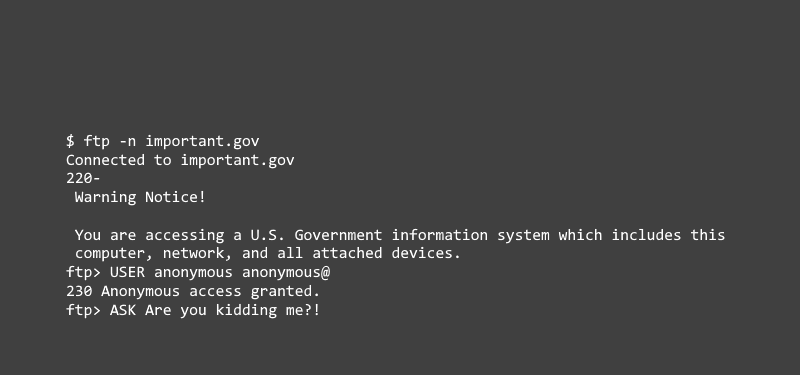 $ ftp -n important.gov
Connected to important.gov
220-
Warning Notice!
You are accessing a U.S. Government information system which includes this
computer, network, and all attached devices.
ftp> USER anonymous anonymous@
230 Anonymous access granted.
ftp> ASK Are you kidding me?!